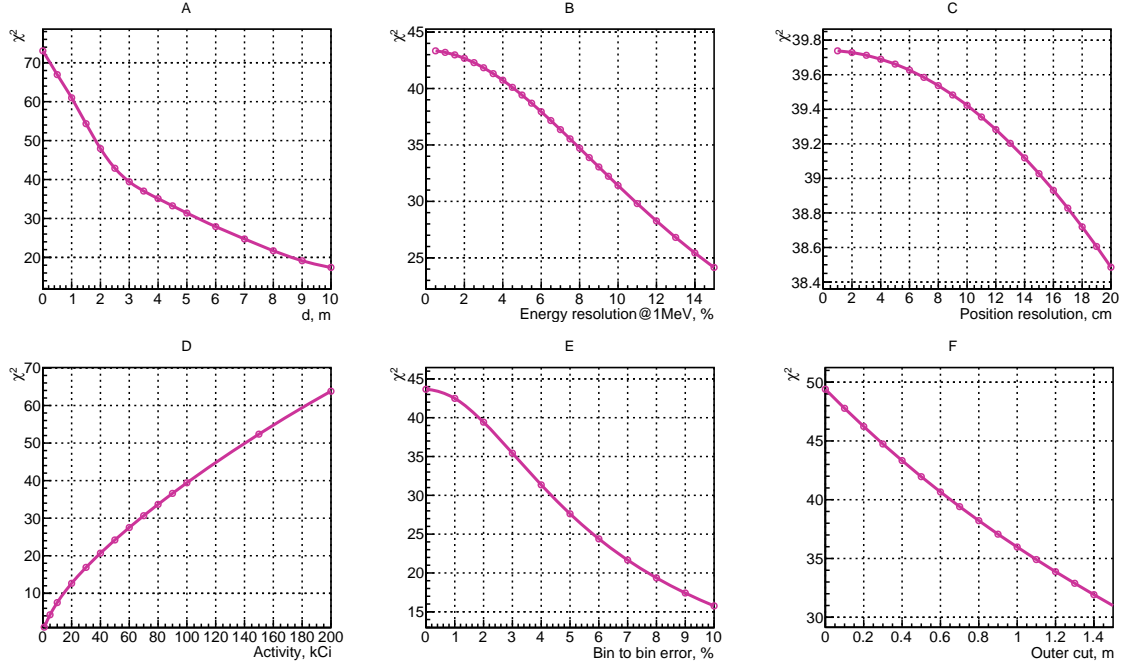 A
χ²
70
60
50
40
30
20
0 1 2 3 4 5 6 7 8 9 10
d, m
B
χ²
45
40
35
30
25
0 2 4 6 8 10 12 14
Energy resolution@1MeV, %
C
χ²
39.8
39.6
39.4
39.2
39
38.8
38.6
38.4
0 2 4 6 8 10 12 14 16 18 20
Position resolution, cm
D
χ²
70
60
50
40
30
20
10
0 20 40 60 80 100 120 140 160 180 200
Activity, kCi
E
χ²
45
40
35
30
25
20
15
0 1 2 3 4 5 6 7 8 9 10
Bin to bin error, %
F
χ²
50
45
40
35
30
0 0.2 0.4 0.6 0.8 1 1.2 1.4
Outer cut, m